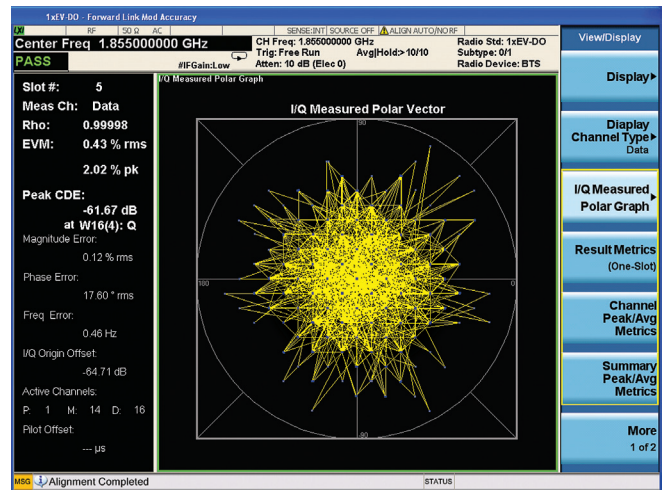 1xEV-DO - Forward Link Mod Accuracy
LXI RF 50 Ω AC SENSE:INT SOURCE OFF ALIGN AUTO/NO RF
Center Freq 1.855000000 GHz
PASS
#IFGain:Low
CH Freq: 1.855000000 GHz
Trig: Free Run Avg|Hold:> 10/10
Atten: 10 dB (Elec 0)
Radio Std: 1xEV-DO
Subtype: 0/1
Radio Device: BTS
Slot #: 5
Meas Ch: Data
Rho: 0.99998
EVM: 0.43 % rms
2.02 % pk
Peak CDE:
-61.67 dB
at W16(4): Q
Magnitude Error:
0.12 % rms
Phase Error:
17.60 ° rms
Freq Error:
0.46 Hz
I/Q Origin Offset:
-64.71 dB
Active Channels:
P: 1 M: 14 D: 16
Pilot Offset:
--- µs
I/Q Measured Polar Graph
I/Q Measured Polar Vector
90
180
0
-90
View/Display
Display
Diaplay
Channel Type
Data
I/Q Measured
Polar Graph
Result Metrics
(One-Slot)
Channel
Peak/Avg
Metrics
Summary
Peak/Avg
Metrics
More
1 of 2
MSG Alignment Completed
STATUS